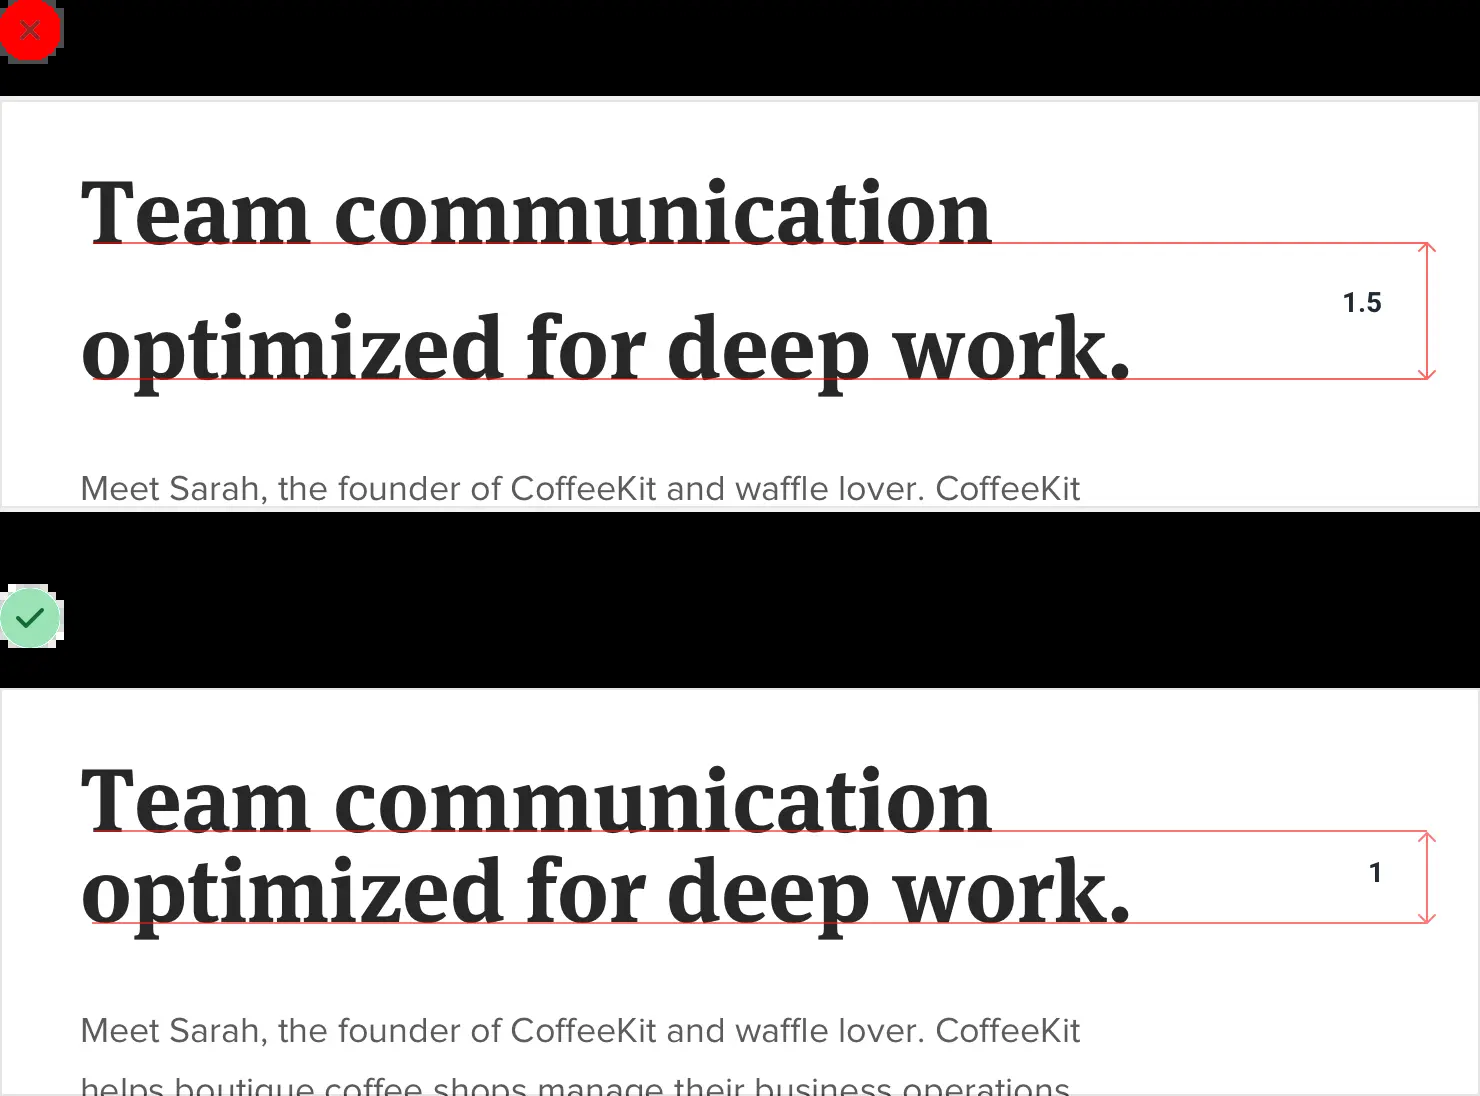 Team communication
1.5
optimized for deep work.
Meet Sarah, the founder of CoffeeKit and waffle lover. CoffeeKit
Team communication
1
optimized for deep work.
Meet Sarah, the founder of CoffeeKit and waffle lover. CoffeeKit
helps boutique coffee shops manage their business operations